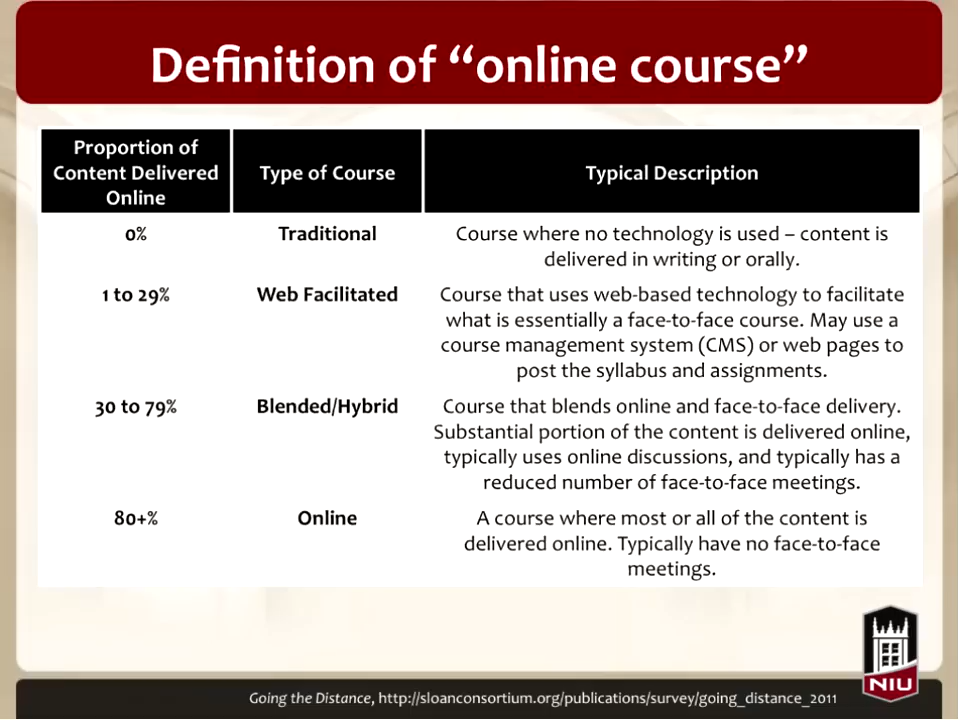 Definition of “online course”
Proportion of
Content Delivered
Online
Type of Course
Typical Description
0%
Traditional
Course where no technology is used – content is
delivered in writing or orally.
1 to 29%
Web Facilitated
Course that uses web-based technology to facilitate
what is essentially a face-to-face course. May use a
course management system (CMS) or web pages to
post the syllabus and assignments.
30 to 79%
Blended/Hybrid
Course that blends online and face-to-face delivery.
Substantial portion of the content is delivered online,
typically uses online discussions, and typically has a
reduced number of face-to-face meetings.
80+%
Online
A course where most or all of the content is
delivered online. Typically have no face-to-face
meetings.
NIU
Going the Distance, http://sloanconsortium.org/publications/survey/going_distance_2011